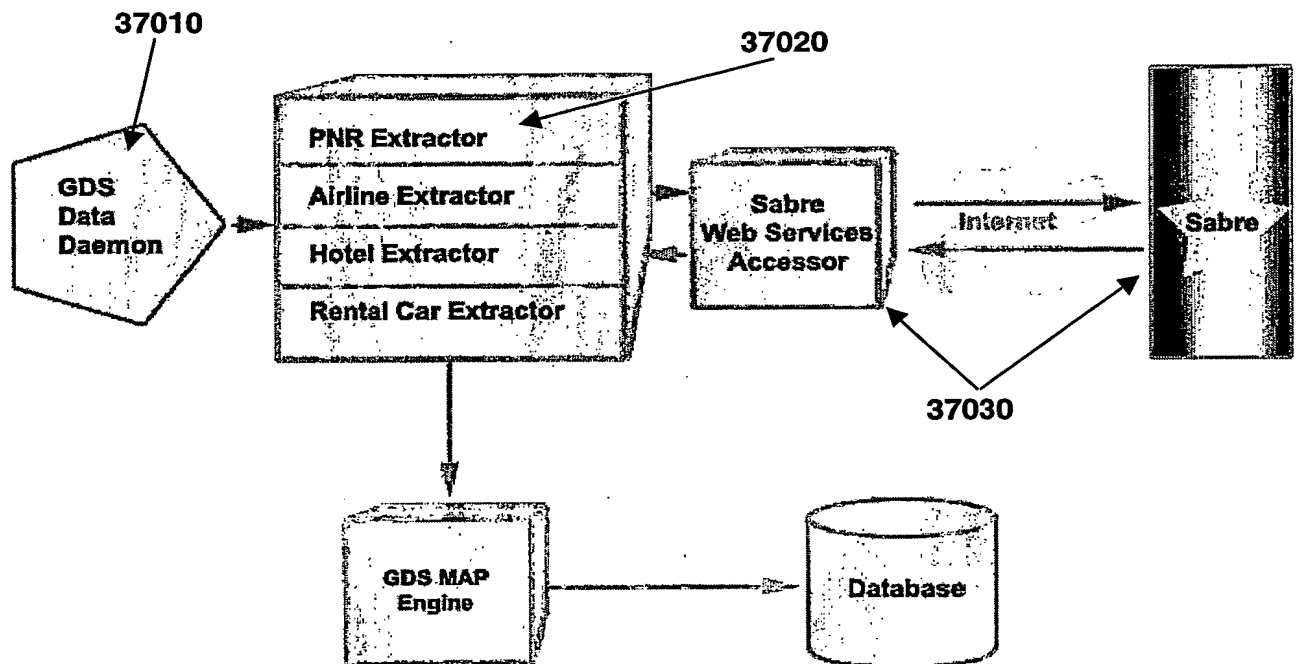 37010
37020
PNR Extractor
Airline Extractor
Hotel Extractor
Rental Car Extractor
GDS
Data
Daemon
Sabre
Web Services
Accessor
Internet
Sabre
37030
GDS MAP
Engine
Database